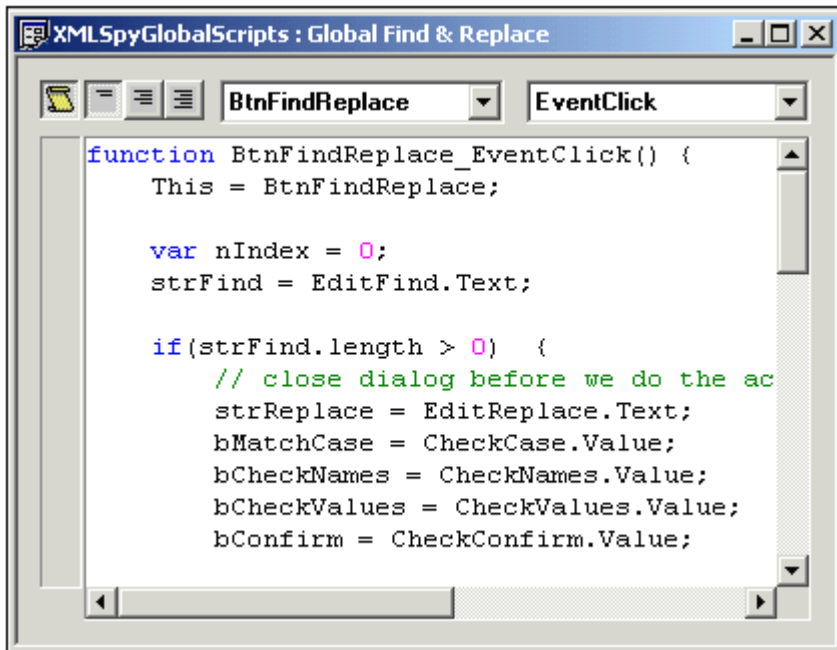 XMLSpyGlobalScripts : Global Find & Replace
BtnFindReplace EventClick
function BtnFindReplace_EventClick() {
    This = BtnFindReplace;
    var nIndex = 0;
    strFind = EditFind.Text;
    if(strFind.length > 0)  {
        // close dialog before we do the ac
        strReplace = EditReplace.Text;
        bMatchCase = CheckCase.Value;
        bCheckNames = CheckNames.Value;
        bCheckValues = CheckValues.Value;
        bConfirm = CheckConfirm.Value;